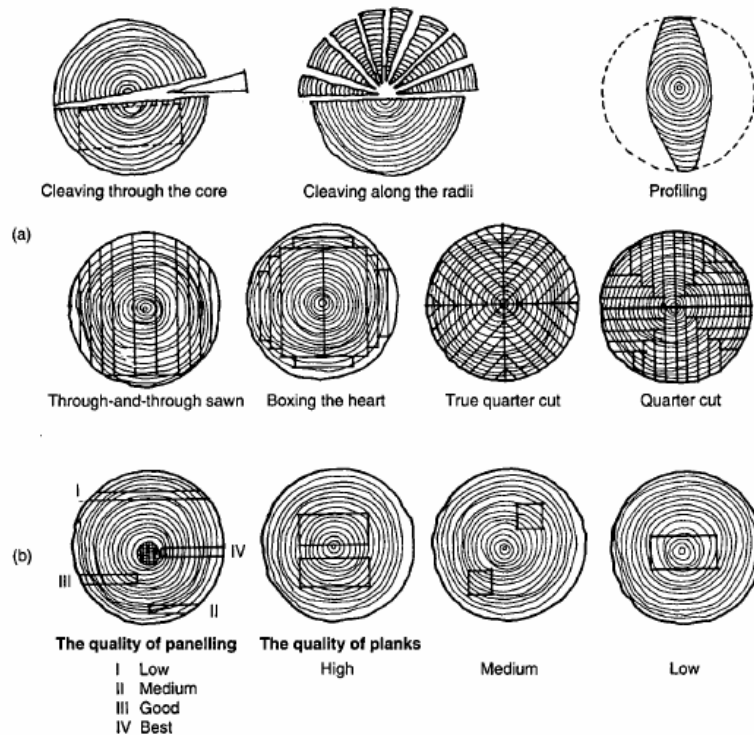 Cleaving through the core
Cleaving along the radii
Profiling
(a)
Through-and-through sawn
Boxing the heart
True quarter cut
Quarter cut
(b)
I
IV
III
II
The quality of panelling
I Low
II Medium
III Good
IV Best
The quality of planks
High
Medium
Low